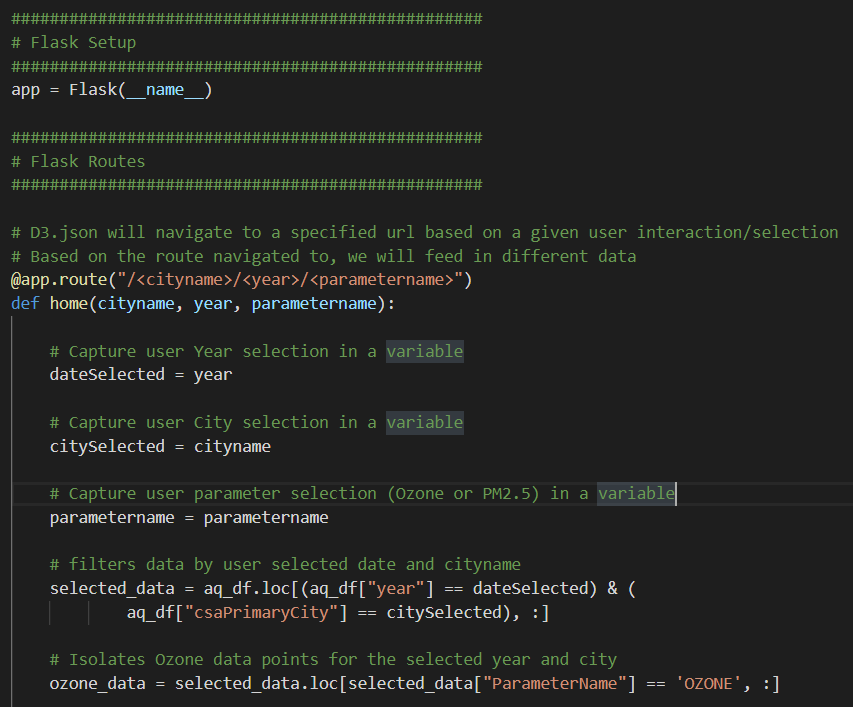 #################################################
# Flask Setup
#################################################
app = Flask(__name__)
#################################################
# Flask Routes
#################################################
# D3.json will navigate to a specified url based on a given user interaction/selection
# Based on the route navigated to, we will feed in different data
@app.route("/<cityname>/<year>/<parametername>")
def home(cityname, year, parametername):
# Capture user Year selection in a variable
dateSelected = year
# Capture user City selection in a variable
citySelected = cityname
# Capture user parameter selection (Ozone or PM2.5) in a variable
parametername = parametername
# filters data by user selected date and cityname
selected_data = aq_df.loc[(aq_df["year"] == dateSelected) & (
aq_df["csaPrimaryCity"] == citySelected), :]
# Isolates Ozone data points for the selected year and city
ozone_data = selected_data.loc[selected_data["ParameterName"] == 'OZONE', :]